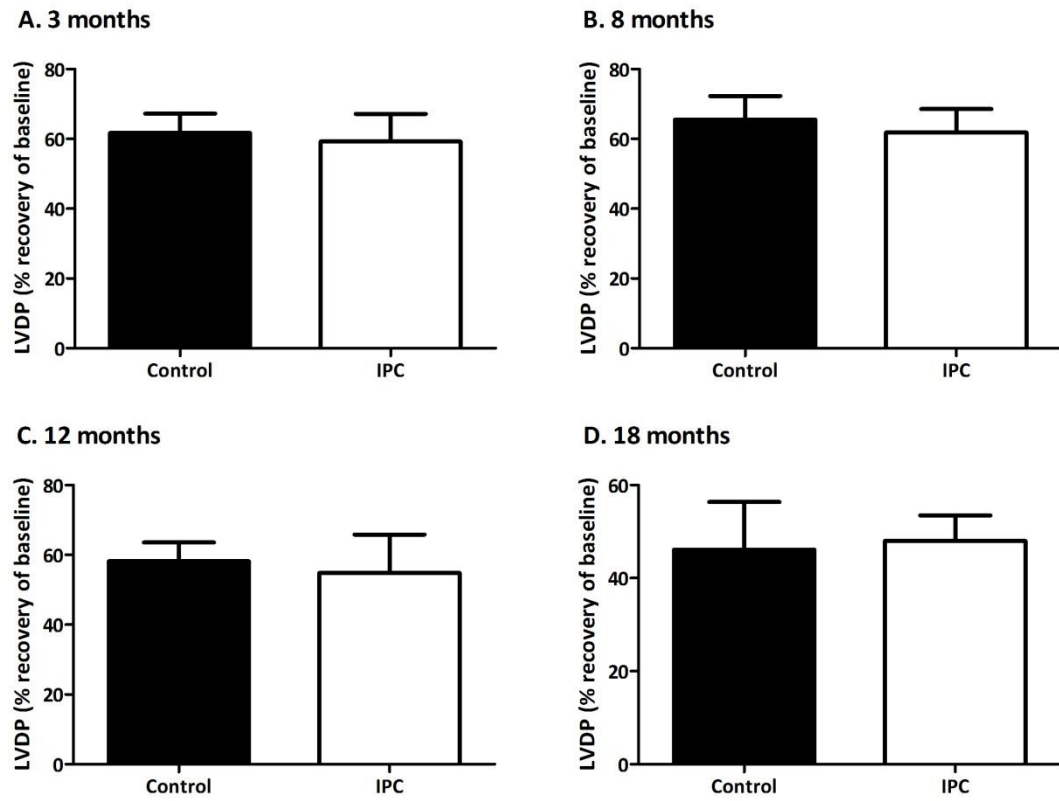 A. 3 months
LVDP (% recovery of baseline)
80
60
40
20
0
Control
IPC
B. 8 months
LVDP (% recovery of baseline)
80
60
40
20
0
Control
IPC
C. 12 months
LVDP (% recovery of baseline)
80
60
40
20
0
Control
IPC
D. 18 months
LVDP (% recovery of baseline)
60
40
20
0
Control
IPC